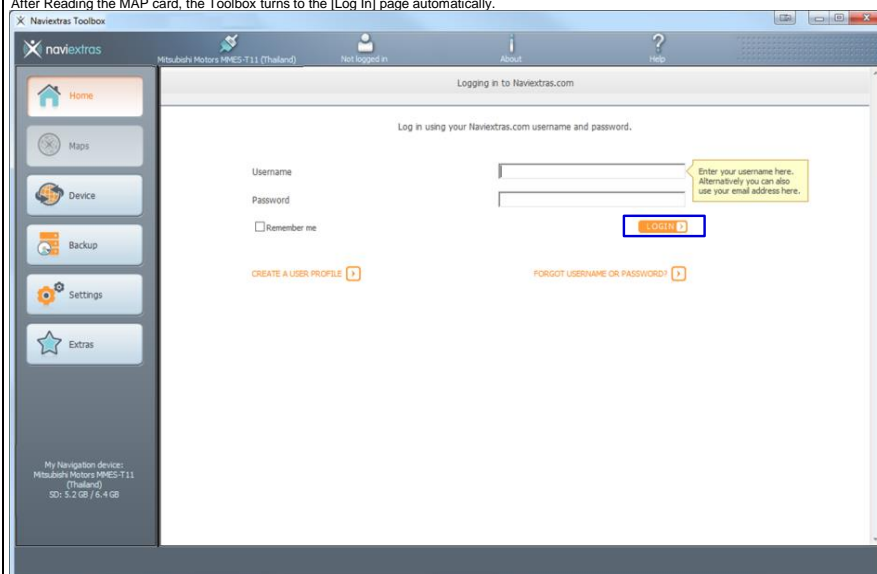 After Reading the MAP card, the Toolbox turns to the [Log In] page automatically.
Naviextras Toolbox
naviextras
Mitsubishi Motors MMES-T11 (Thailand)
Not logged in
About
Help
Logging in to Naviextras.com
Home
Log in using your Naviextras.com username and password.
Maps
Username
Enter your username here.
Alternatively you can also
use your email address here.
Device
Password
Remember me
LOGIN
Backup
CREATE A USER PROFILE
FORGOT USERNAME OR PASSWORD?
Settings
Extras
My Navigation device:
Mitsubishi Motors MMES-T11
(Thailand)
SD: 5.2 GB / 6.4 GB